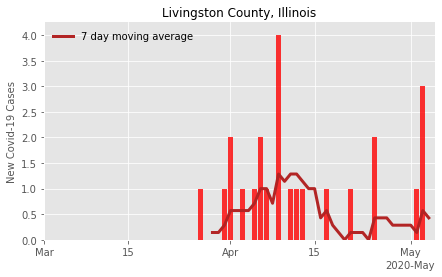 Livingston County, Illinois
7 day moving average
New Covid-19 Cases
4.0
3.5
3.0
2.5
2.0
1.5
1.0
0.5
0.0
Mar
15
Apr
15
May
2020-May